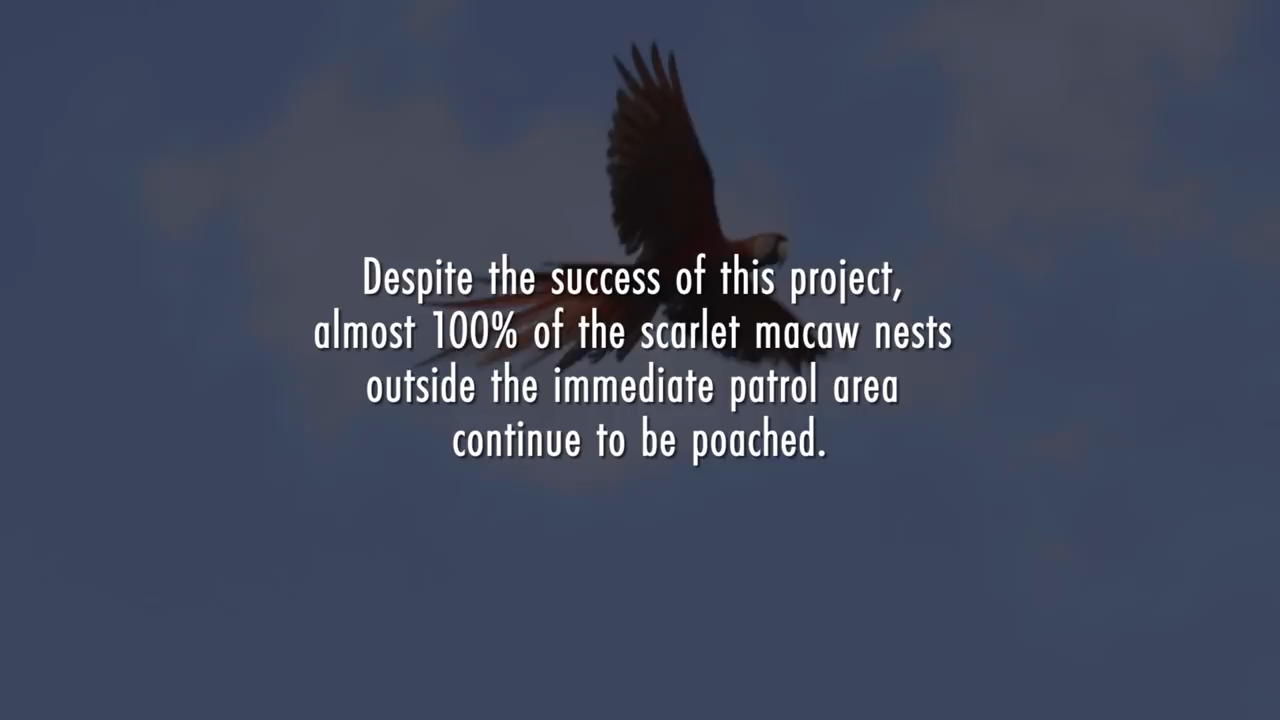 Despite the success of this project,
almost 100% of the scarlet macaw nests
outside the immediate patrol area
continue to be poached.